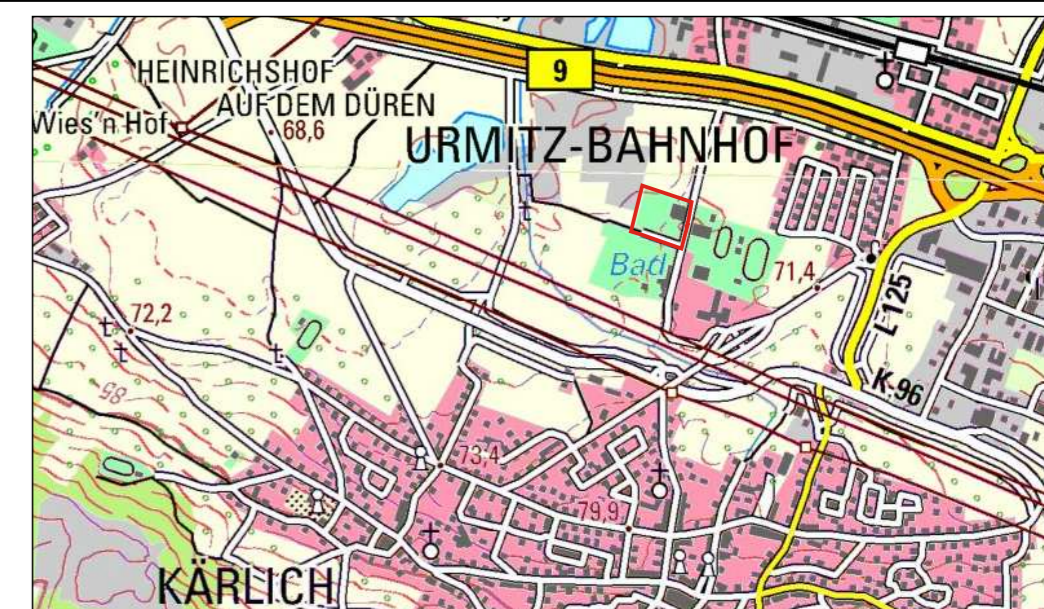 9
HEINRICHSHOF
AUF DEM DÜREN
Wies'n Hof
68,6
URMITZ-BAHNHOF
Bad
71,4
L 125
72,2
71
K 96
85
73,4
79,9
KÄRLICH